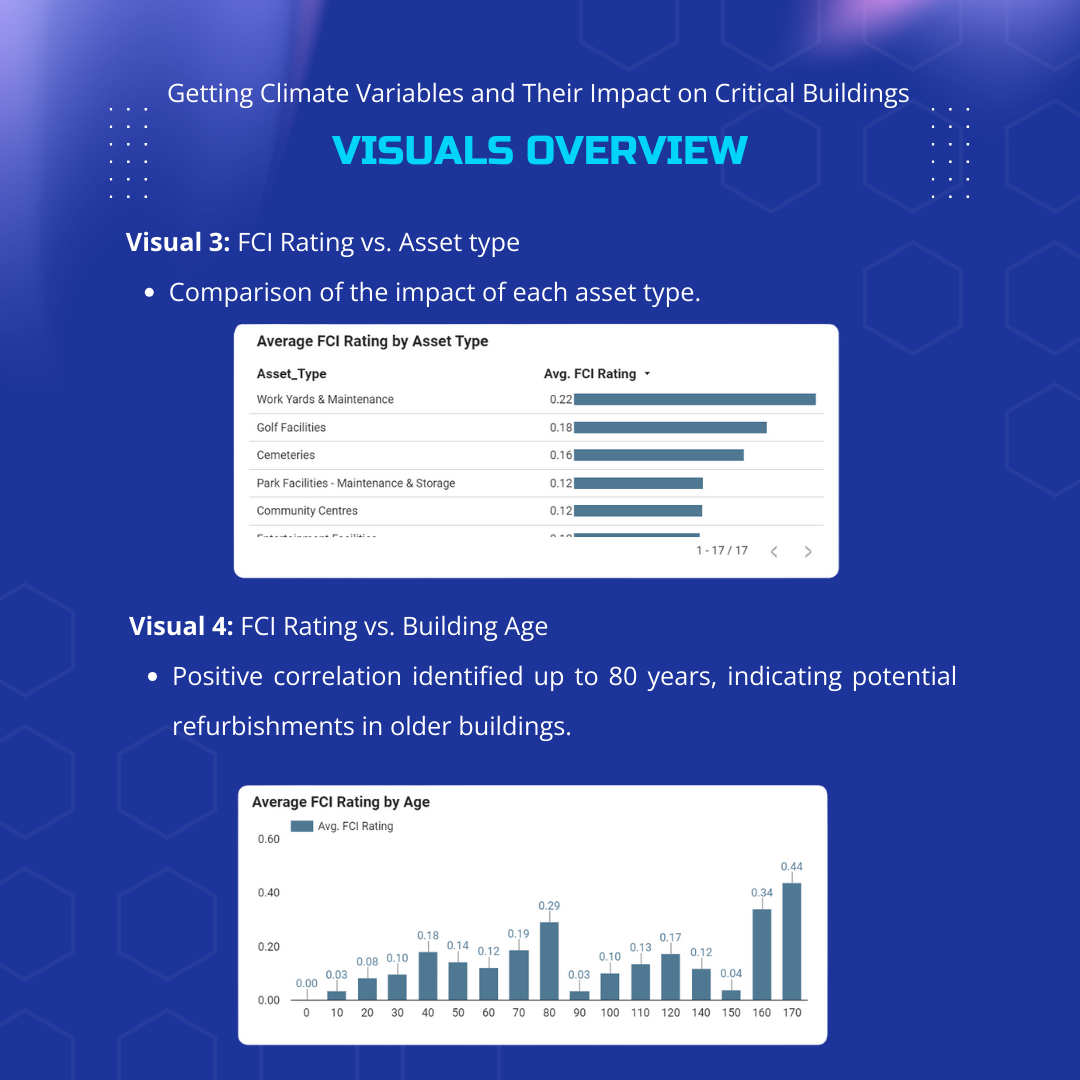 Getting Climate Variables and Their Impact on Critical Buildings
VISUALS OVERVIEW
Visual 3: FCI Rating vs. Asset type
• Comparison of the impact of each asset type.
Average FCI Rating by Asset Type
Asset_Type Avg. FCI Rating
Work Yards & Maintenance 0.22
Golf Facilities 0.18
Cemeteries 0.16
Park Facilities - Maintenance & Storage 0.12
Community Centres 0.12
1 - 17 / 17
Visual 4: FCI Rating vs. Building Age
• Positive correlation identified up to 80 years, indicating potential
refurbishments in older buildings.
Average FCI Rating by Age
Avg. FCI Rating
0.60
0.40
0.20
0.00
0.00 0.03 0.08 0.10 0.18 0.14 0.12 0.19 0.29 0.03 0.10 0.13 0.17 0.12 0.04 0.34 0.44
0 10 20 30 40 50 60 70 80 90 100 110 120 140 150 160 170